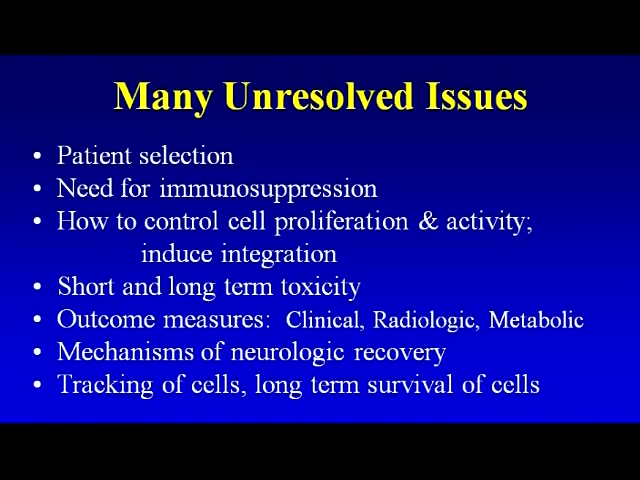 Many Unresolved Issues
• Patient selection
• Need for immunosuppression
• How to control cell proliferation & activity;
induce integration
• Short and long term toxicity
• Outcome measures: Clinical, Radiologic, Metabolic
• Mechanisms of neurologic recovery
• Tracking of cells, long term survival of cells